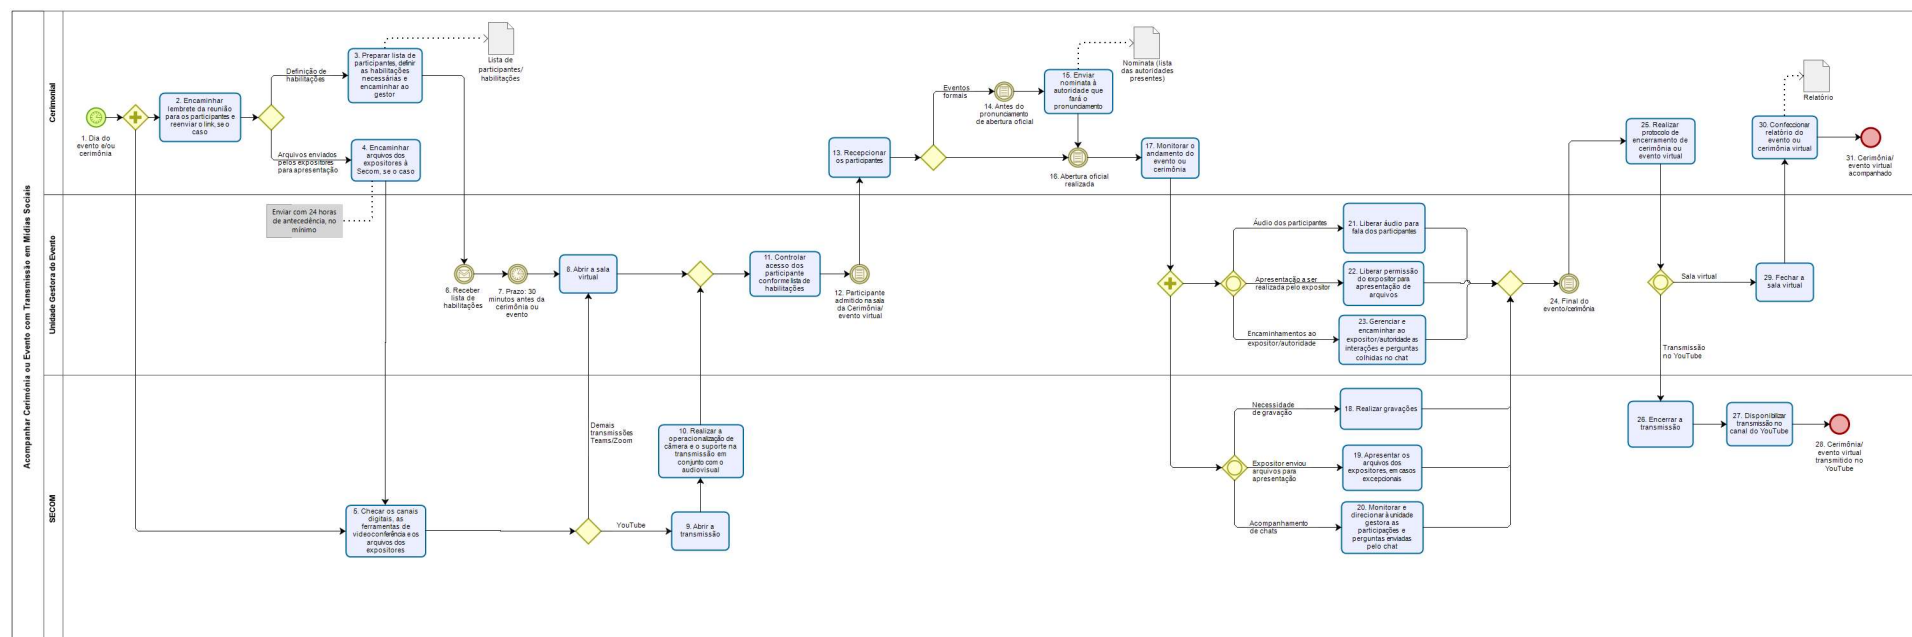 Acompanhar Cerimônia ou Evento com Transmissão em Mídias Sociais
Cerimonial
1. Dia do
evento e/ou
cerimônia
2. Encaminhar
lembrete da reunião
para os participantes e
reenviar o link, se o
caso
Definição de
habilitações
Arquivos enviados
pelos expositores
para apresentação
3. Preparar lista de
participantes, definir
as habilitações
necessárias e
encaminhar ao
gestor
Lista de
participantes/
habilitações
4. Encaminhar
arquivos dos
expositores à
Secom, se o caso
13. Recepcionar
os participantes
Eventos
formais
14. Antes do
pronunciamento
de abertura oficial
15. Enviar
nominata à
autoridade que
fará o
pronunciamento
Nominata (lista
das autoridades
presentes)
16. Abertura oficial
realizada
17. Monitorar o
andamento do
evento ou
cerimônia
25. Realizar
protocolo de
encerramento de
cerimônia ou
evento virtual
30. Confeccionar
relatório do
evento ou
cerimônia virtual
Relatório
31. Cerimônia/
evento virtual
acompanhado
Unidade Gestora do Evento
Enviar com 24 horas
de antecedência, no
mínimo
6. Receber
lista de
habilitações
7. Prazo: 30
minutos antes da
cerimônia ou
evento
8. Abrir a sala
virtual
11. Controlar
acesso dos
participante
conforme lista de
habilitações
12. Participante
admitido na sala
da Cerimônia/
evento virtual
Áudio dos participantes
Apresentação a ser
realizada pelo expositor
Encaminhamentos ao
expositor/autoridade
21. Liberar áudio para
fala dos participantes
22. Liberar permissão
do expositor para
apresentação de
arquivos
23. Gerenciar e
encaminhar ao
expositor/autoridade as
interações e perguntas
colhidas no chat
24. Final do
evento/cerimônia
Sala virtual
Transmissão
no YouTube
29. Fechar a
sala virtual
SECOM
5. Checar os canais
digitais, as
ferramentas de
videoconferência e os
arquivos dos
expositores
Demais
transmissões
Teams/Zoom
YouTube
9. Abrir a
transmissão
10. Realizar a
operacionalização de
câmera e o suporte na
transmissão em
conjunto com o
audiovisual
Necessidade
de gravação
Expositor enviou
arquivos para
apresentação
Acompanhamento
de chats
18. Realizar gravações
19. Apresentar os
arquivos dos
expositores, em casos
excepcionais
20. Monitorar e
direcionar à unidade
gestora as
participações e
perguntas enviadas
pelo chat
26. Encerrar a
transmissão
27. Disponibilizar
transmissão no
canal do YouTube
28. Cerimônia/
evento virtual
transmitido no
YouTube